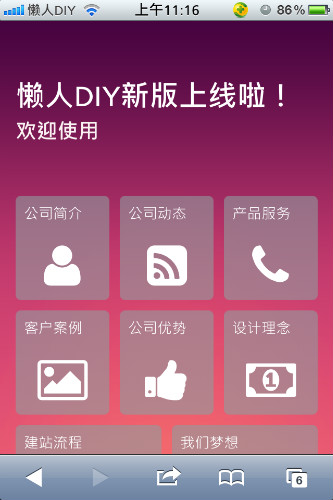 懒人DIY 上午11:16 86%
懒人DIY新版上线啦！
欢迎使用
公司简介 公司动态 产品服务
客户案例 公司优势 设计理念
1
建站流程 我们梦想
6